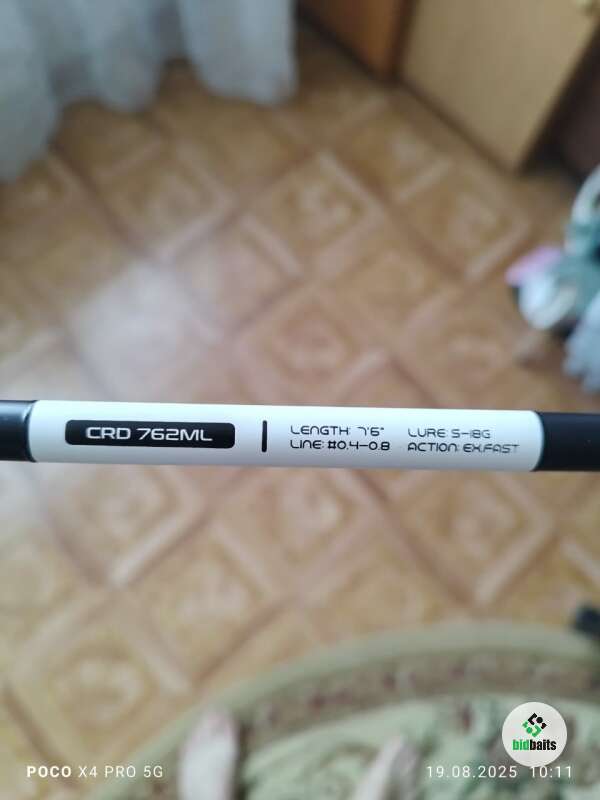 CRD 762ML
LENGTH: 7'6"
LINE: #0.4-0.8
LURE 5-18G
ACTION: EX.FAST
bidbaits
POCO X4 PRO 5G
19.08.2025 10:11